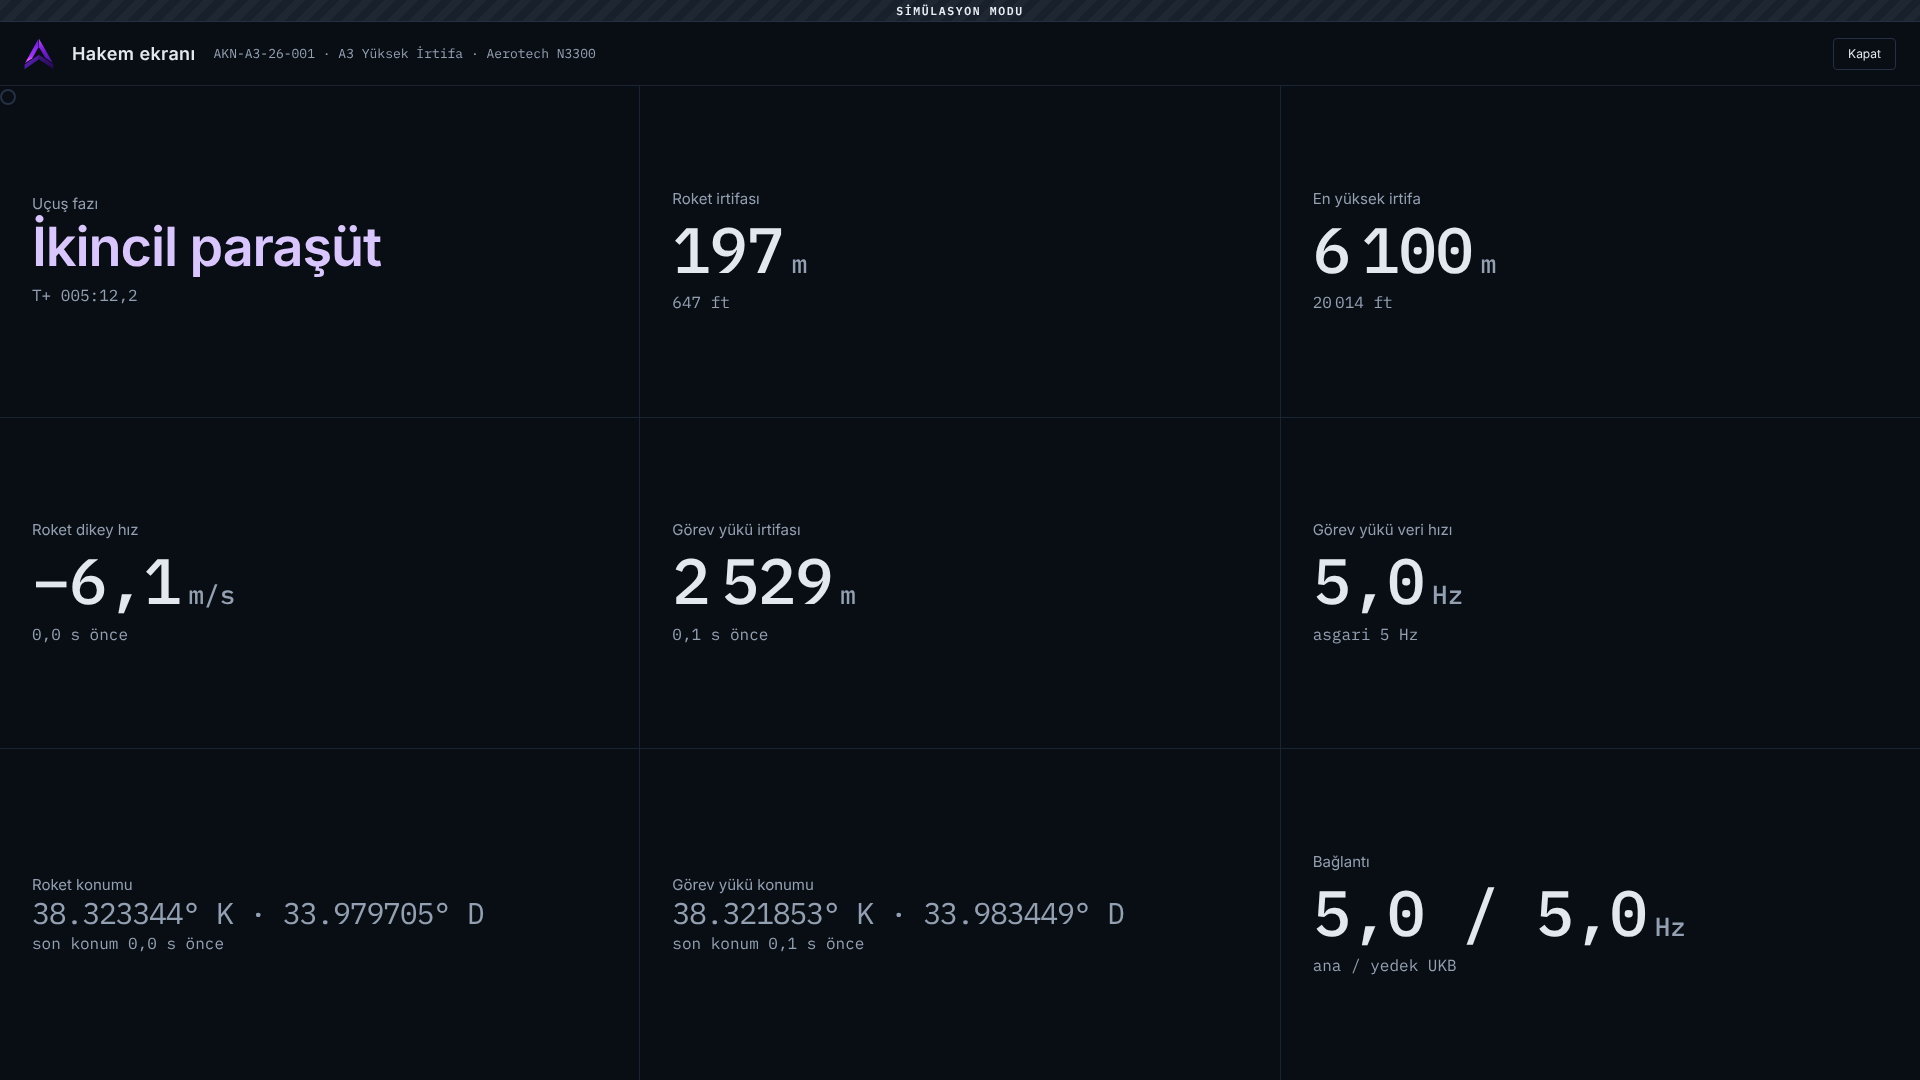 SİMÜLASYON MODU
Hakem ekranı AKN-A3-26-001 · A3 Yüksek İrtifa · Aerotech N3300 Kapat
Uçuş fazı
İkincil paraşüt
T+ 005:12,2
Roket irtifası
197 m
647 ft
En yüksek irtifa
6 100 m
20 014 ft
Roket dikey hız
−6,1 m/s
0,0 s önce
Görev yükü irtifası
2 529 m
0,1 s önce
Görev yükü veri hızı
5,0 Hz
asgari 5 Hz
Roket konumu
38.323344° K · 33.979705° D
son konum 0,0 s önce
Görev yükü konumu
38.321853° K · 33.983449° D
son konum 0,1 s önce
Bağlantı
5,0 / 5,0 Hz
ana / yedek UKB